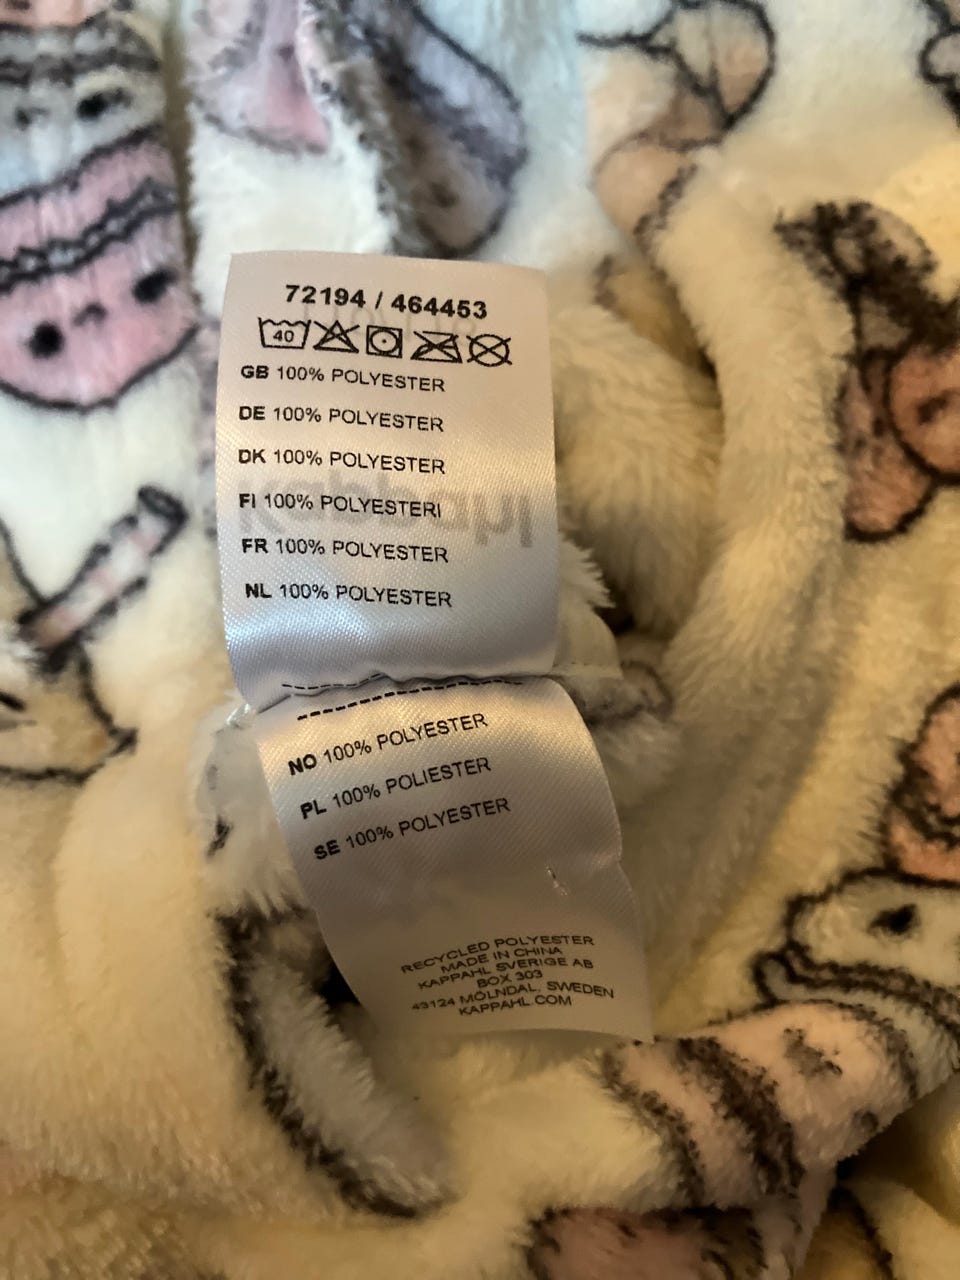 72194 / 464453
40
GB 100% POLYESTER
DE 100% POLYESTER
DK 100% POLYESTER
FI 100% POLYESTERI
FR 100% POLYESTER
NL 100% POLYESTER
KappAhl
NO 100% POLYESTER
PL 100% POLIESTER
SE 100% POLYESTER
RECYCLED POLYESTER
MADE IN CHINA
KAPPAHL SVERIGE AB
BOX 303
43124 MÖLNDAL, SWEDEN
KAPPAHL.COM